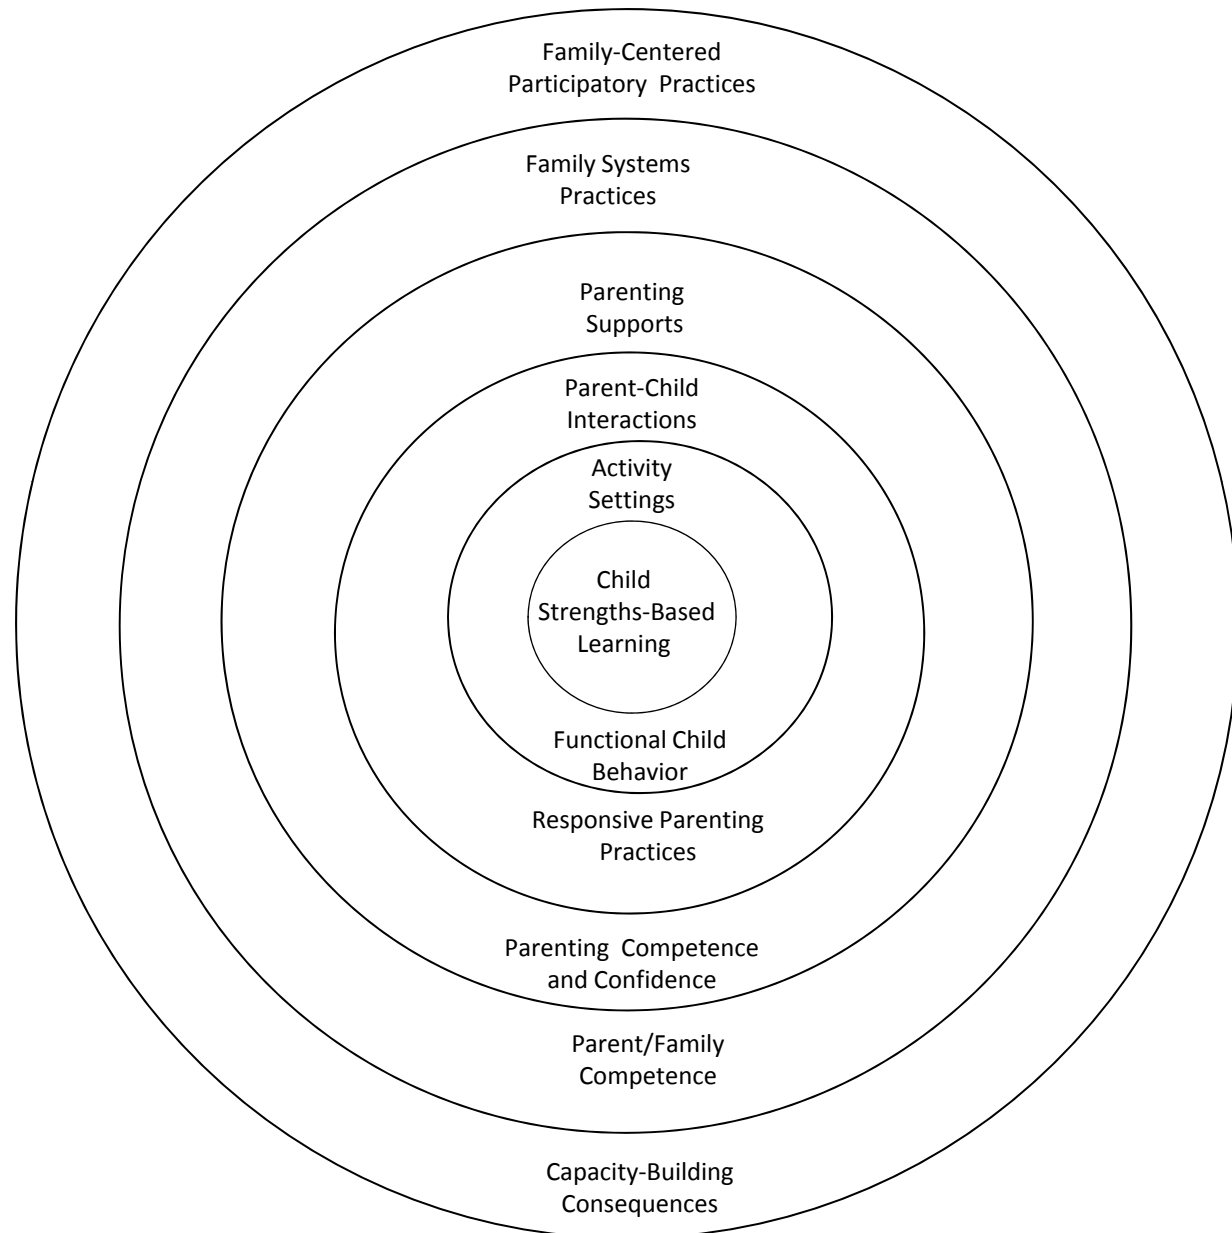 Family-Centered
Participatory Practices
Family Systems
Practices
Parenting
Supports
Parent-Child
Interactions
Activity
Settings
Child
Strengths-Based
Learning
Functional Child
Behavior
Responsive Parenting
Practices
Parenting Competence
and Confidence
Parent/Family
Competence
Capacity-Building
Consequences